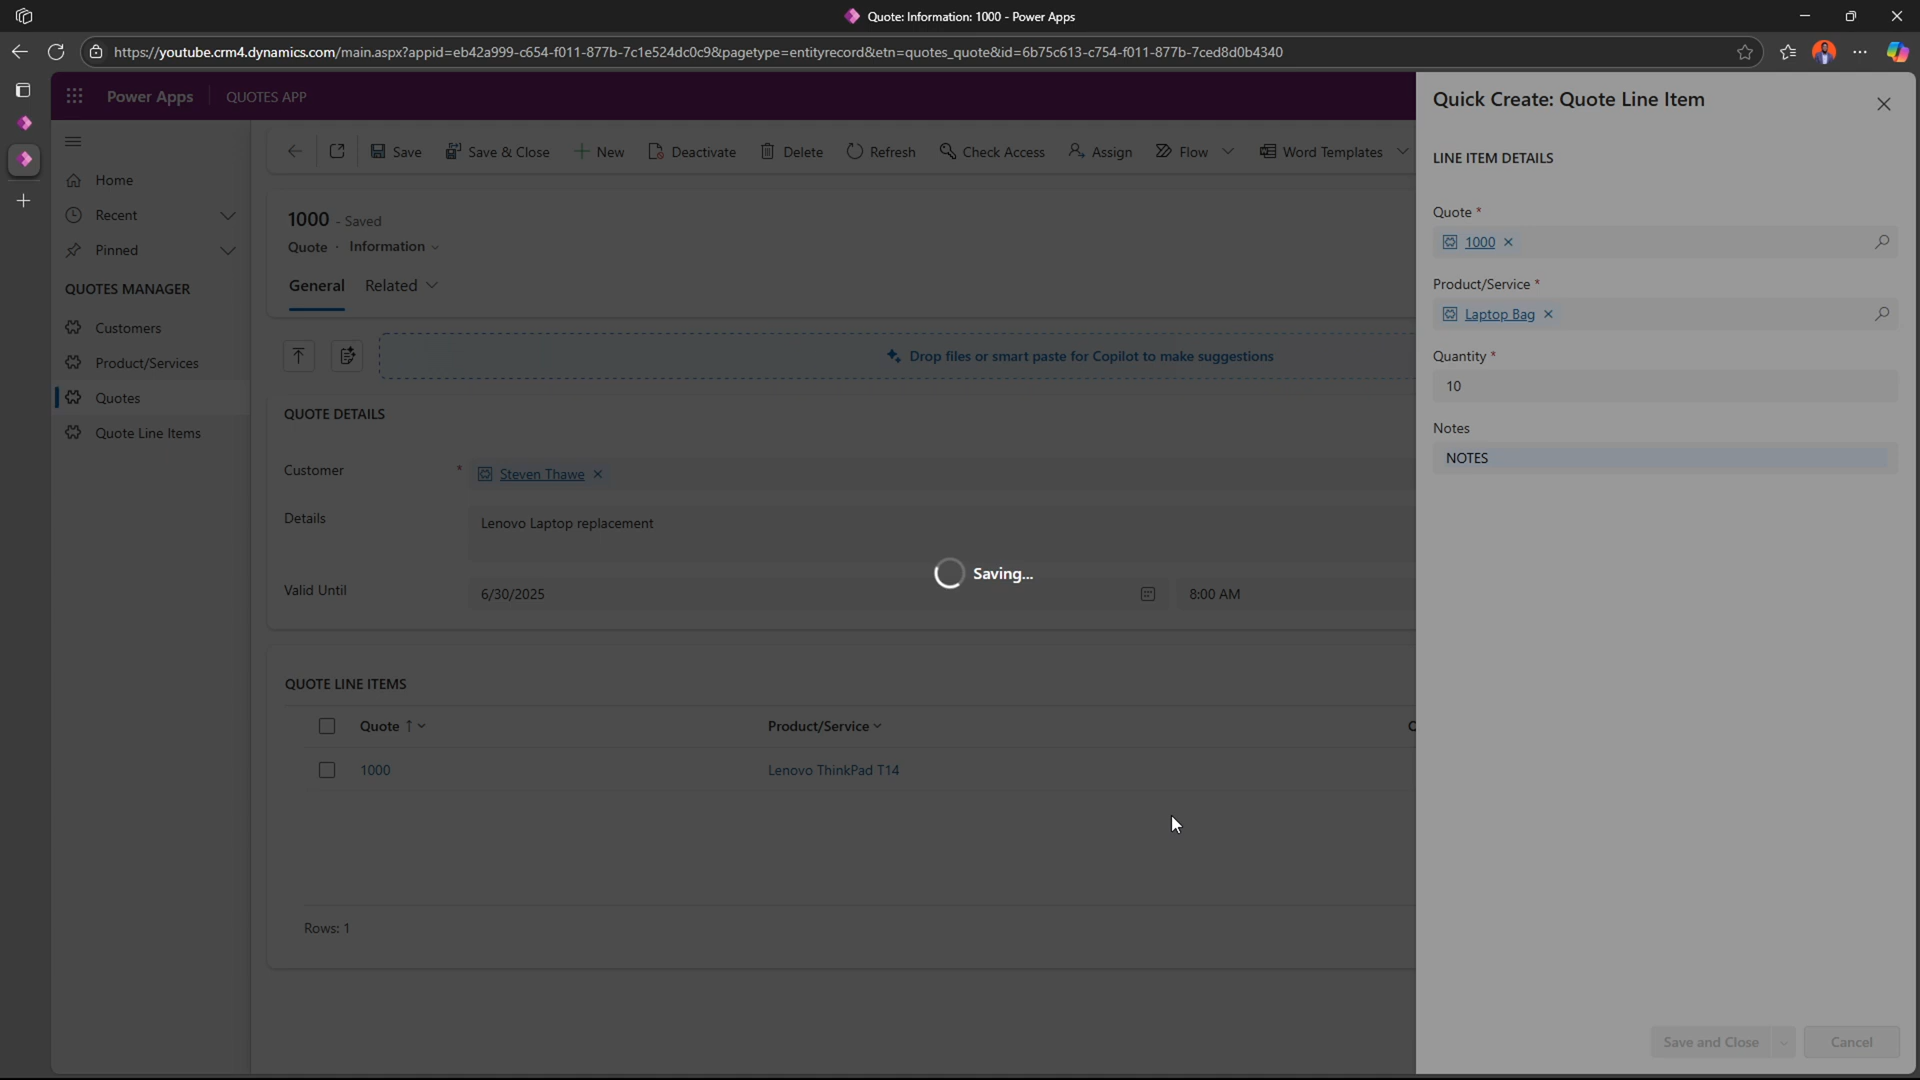 Quote: Information: 1000 - Power Apps
https://youtube.crm4.dynamics.com/main.aspx?appid=eb42a999-c654-f011-877b-7c1e524dc0c9&pagetype=entityrecord&etn=quotes_quote&id=6b75c613-c754-f011-877b-7ced8d0b4340
Power Apps
QUOTES APP
Home
Recent
Pinned
QUOTES MANAGER
Customers
Product/Services
Quotes
Quote Line Items
Save
Save & Close
New
Deactivate
Delete
Refresh
Check Access
Assign
Flow
Word Templates
1000 - Saved
Quote · Information
General
Related
Drop files or smart paste for Copilot to make suggestions
QUOTE DETAILS
Customer *
Steven Thawe
Details
Lenovo Laptop replacement
Valid Until
6/30/2025
8:00 AM
Saving...
QUOTE LINE ITEMS
Quote
Product/Service
1000
Lenovo ThinkPad T14
Rows: 1
Quick Create: Quote Line Item
LINE ITEM DETAILS
Quote *
1000
Product/Service *
Laptop Bag
Quantity *
10
Notes
NOTES
Save and Close
Cancel